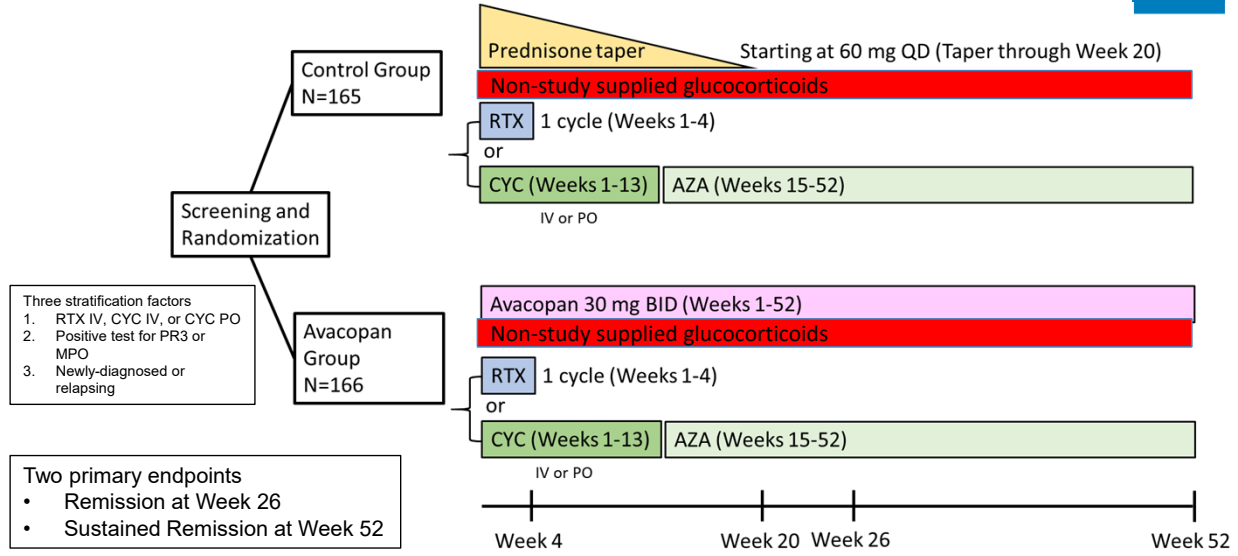 Prednisone taper
Starting at 60 mg QD (Taper through Week 20)
Control Group
N=165
Non-study supplied glucocorticoids
RTX
1 cycle (Weeks 1-4)
or
CYC (Weeks 1-13)
AZA (Weeks 15-52)
IV or PO
Screening and
Randomization
Three stratification factors
1. RTX IV, CYC IV, or CYC PO
2. Positive test for PR3 or
MPO
3. Newly-diagnosed or
relapsing
Avacopan
Group
N=166
Avacopan 30 mg BID (Weeks 1-52)
Non-study supplied glucocorticoids
RTX
1 cycle (Weeks 1-4)
or
CYC (Weeks 1-13)
AZA (Weeks 15-52)
IV or PO
Two primary endpoints
• Remission at Week 26
• Sustained Remission at Week 52
Week 4
Week 20
Week 26
Week 52